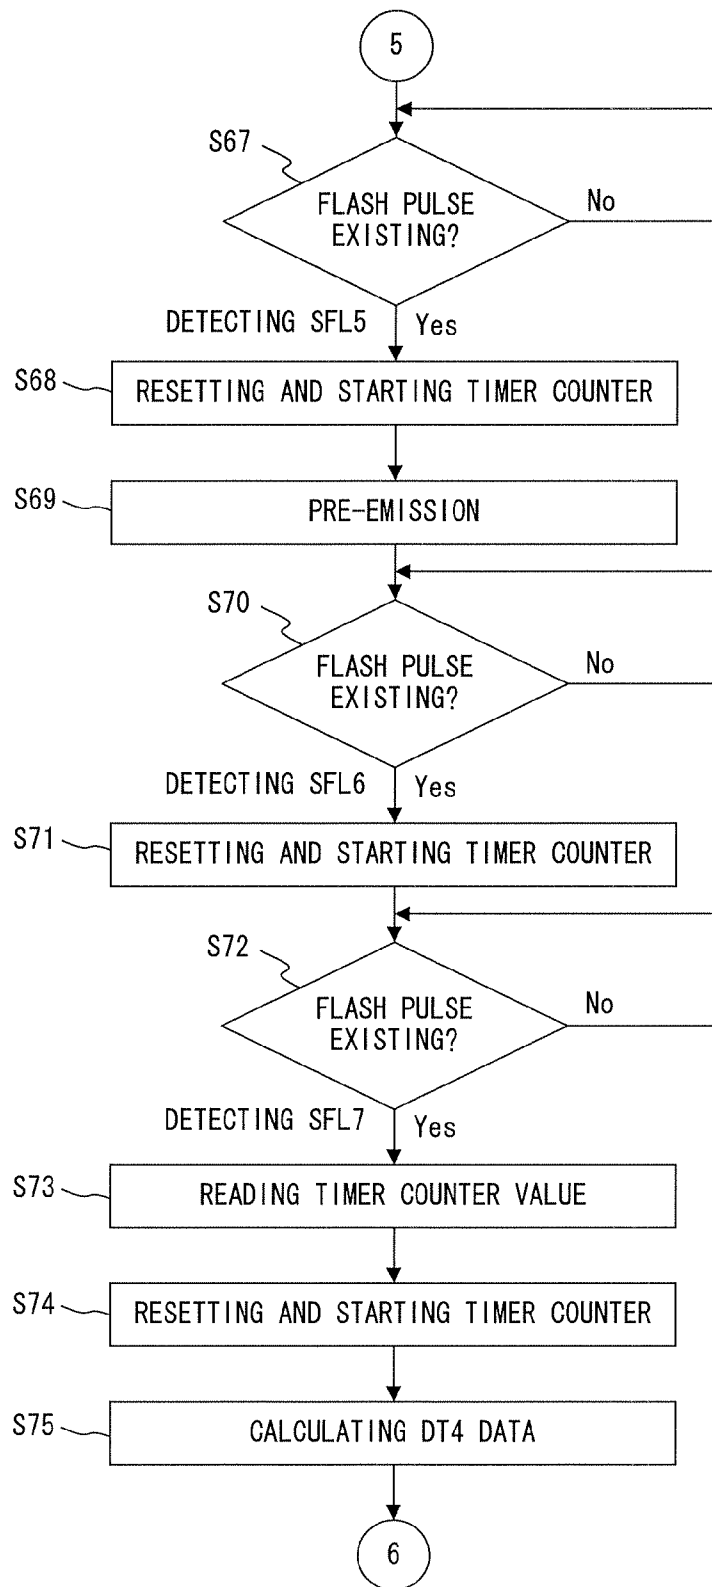 5
S67
FLASH PULSE
EXISTING?
No
DETECTING SFL5
Yes
S68
RESETTING AND STARTING TIMER COUNTER
S69
PRE-EMISSION
S70
FLASH PULSE
EXISTING?
No
DETECTING SFL6
Yes
S71
RESETTING AND STARTING TIMER COUNTER
S72
FLASH PULSE
EXISTING?
No
DETECTING SFL7
Yes
S73
READING TIMER COUNTER VALUE
S74
RESETTING AND STARTING TIMER COUNTER
S75
CALCULATING DT4 DATA
6